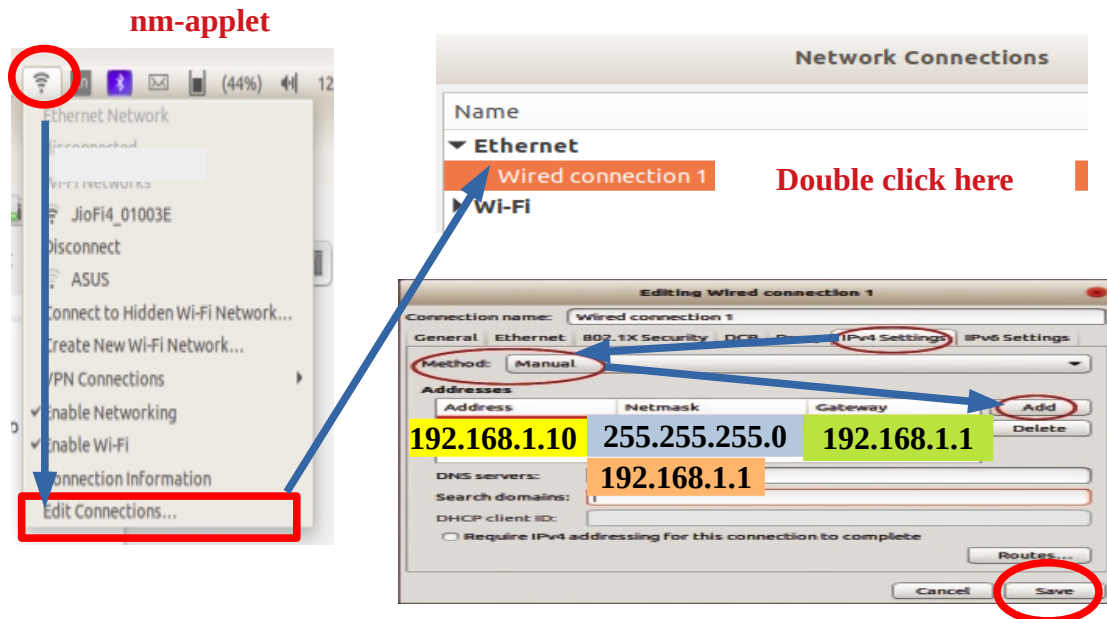 nm-applet
(44%) 12
Ethernet Network
disconnected
Wi-Fi Networks
JioFi4_01003E
Disconnect
ASUS
Connect to Hidden Wi-Fi Network...
Create New Wi-Fi Network...
VPN Connections
Enable Networking
Enable Wi-Fi
Connection Information
Edit Connections...
Network Connections
Name
Ethernet
Wired connection 1
Double click here
Wi-Fi
Editing Wired connection 1
Connection name: Wired connection 1
General Ethernet 802.1X Security DCB Proxy IPv4 Settings IPv6 Settings
Method: Manual
Addresses
Address Netmask Gateway Add
192.168.1.10 255.255.255.0 192.168.1.1 Delete
DNS servers: 192.168.1.1
Search domains:
DHCP client ID:
Require IPv4 addressing for this connection to complete
Routes...
Cancel Save